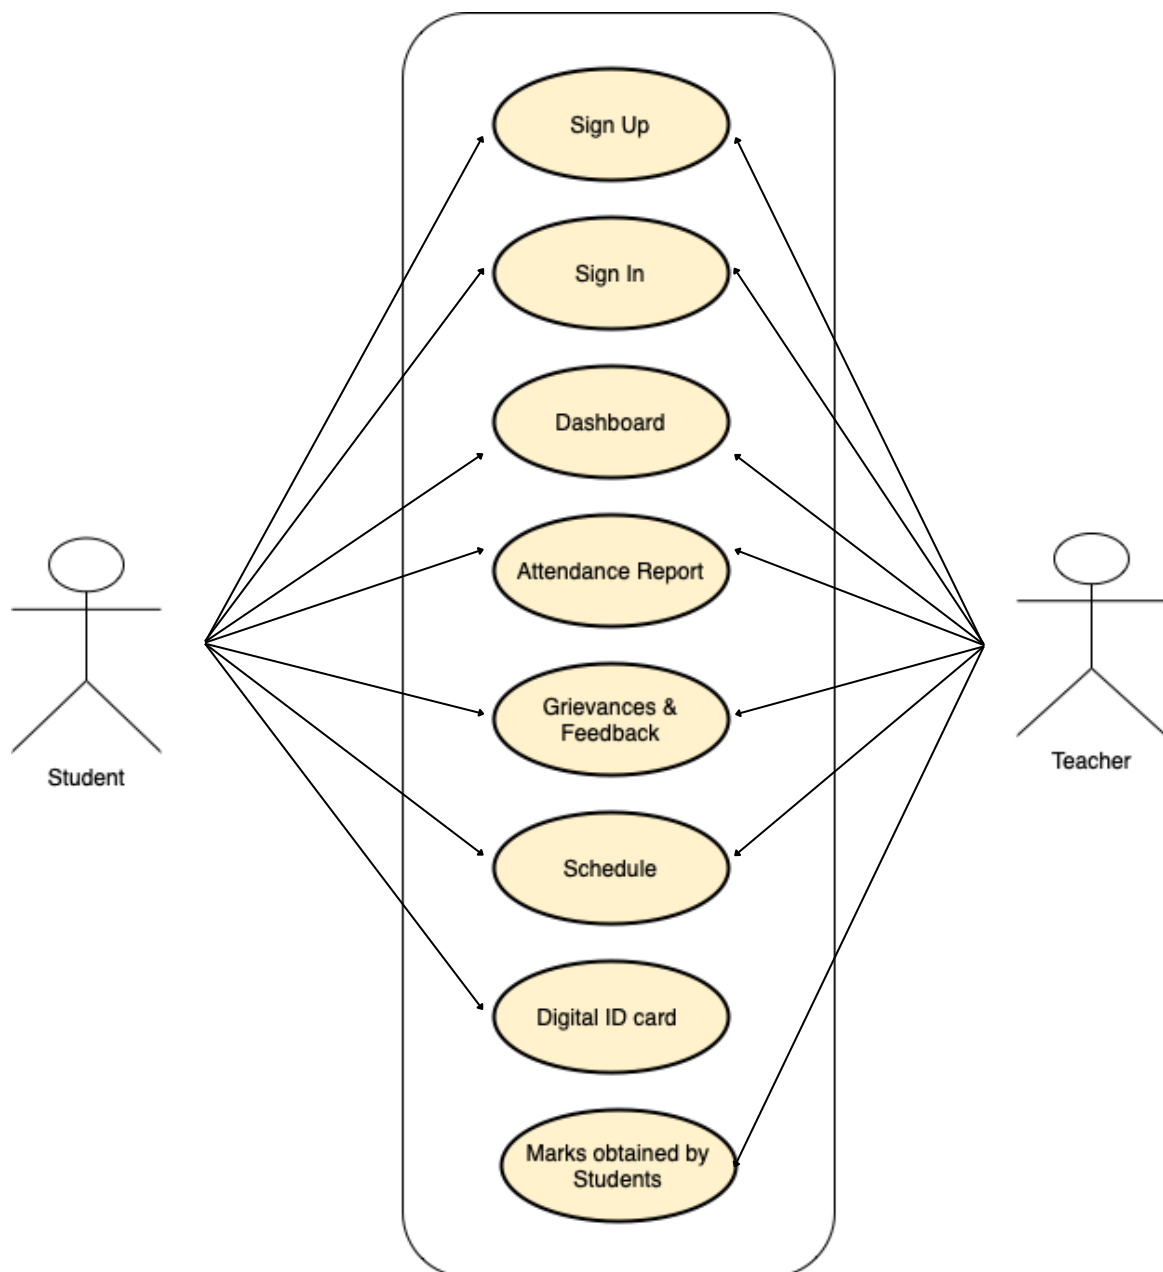 Sign Up
Sign In
Dashboard
Attendance Report
Grievances &
Feedback
Student
Teacher
Schedule
Digital ID card
Marks obtained by
Students